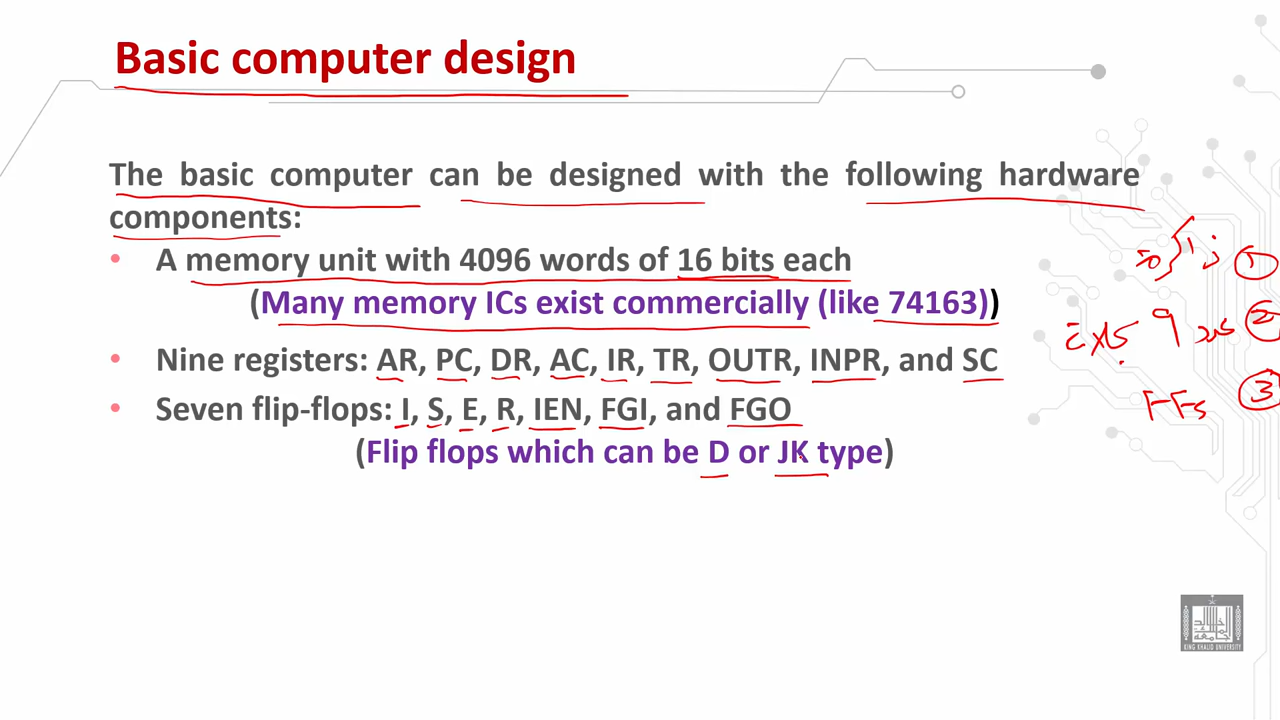 Basic computer design
The basic computer can be designed with the following hardware
components:
• A memory unit with 4096 words of 16 bits each
(Many memory ICs exist commercially (like 74163))
• Nine registers: AR, PC, DR, AC, IR, TR, OUTR, INPR, and SC
• Seven flip-flops: I, S, E, R, IEN, FGI, and FGO
(Flip flops which can be D or JK type)
1
9
2
FFs
3
KING KHALID UNIVERSITY